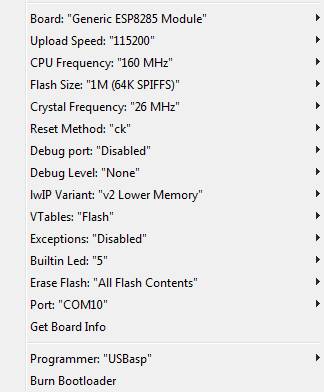 Board: "Generic ESP8285 Module"
Upload Speed: "115200"
CPU Frequency: "160 MHz"
Flash Size: "1M (64K SPIFFS)"
Crystal Frequency: "26 MHz"
Reset Method: "ck"
Debug port: "Disabled"
Debug Level: "None"
lwIP Variant: "v2 Lower Memory"
VTables: "Flash"
Exceptions: "Disabled"
Builtin Led: "5"
Erase Flash: "All Flash Contents"
Port: "COM10"
Get Board Info
Programmer: "USBasp"
Burn Bootloader